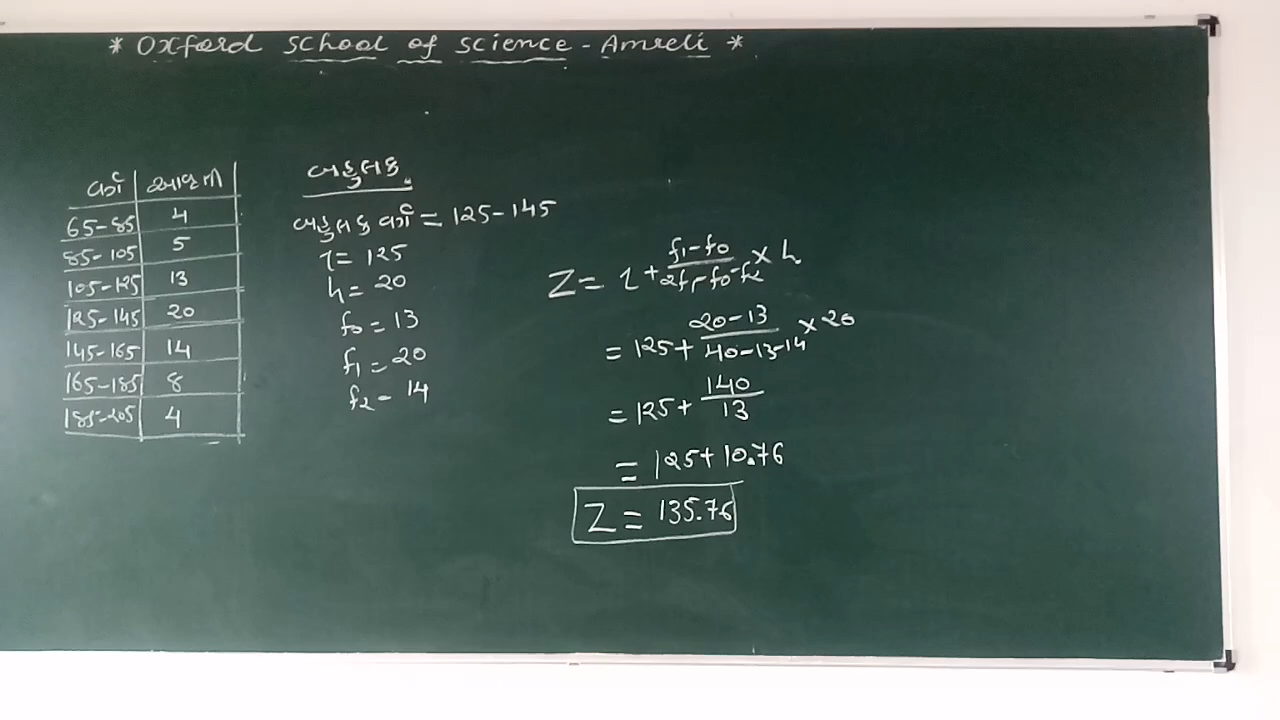 * Oxford school of science - Amreli *
વર્ગ આવૃત્તી
65-85 4
85-105 5
105-125 13
125-145 20
145-165 14
165-185 8
185-205 4
બહુલક
બહુલક વર્ગ = 125-145
l = 125
h = 20
f0 = 13
f1 = 20
f2 - 14
Z = l + f1-f0 / 2f1-f0-f2 × h
= 125 + 20-13 / 40-13-14 × 20
= 125 + 140 / 13
= 125 + 10.76
Z = 135.76